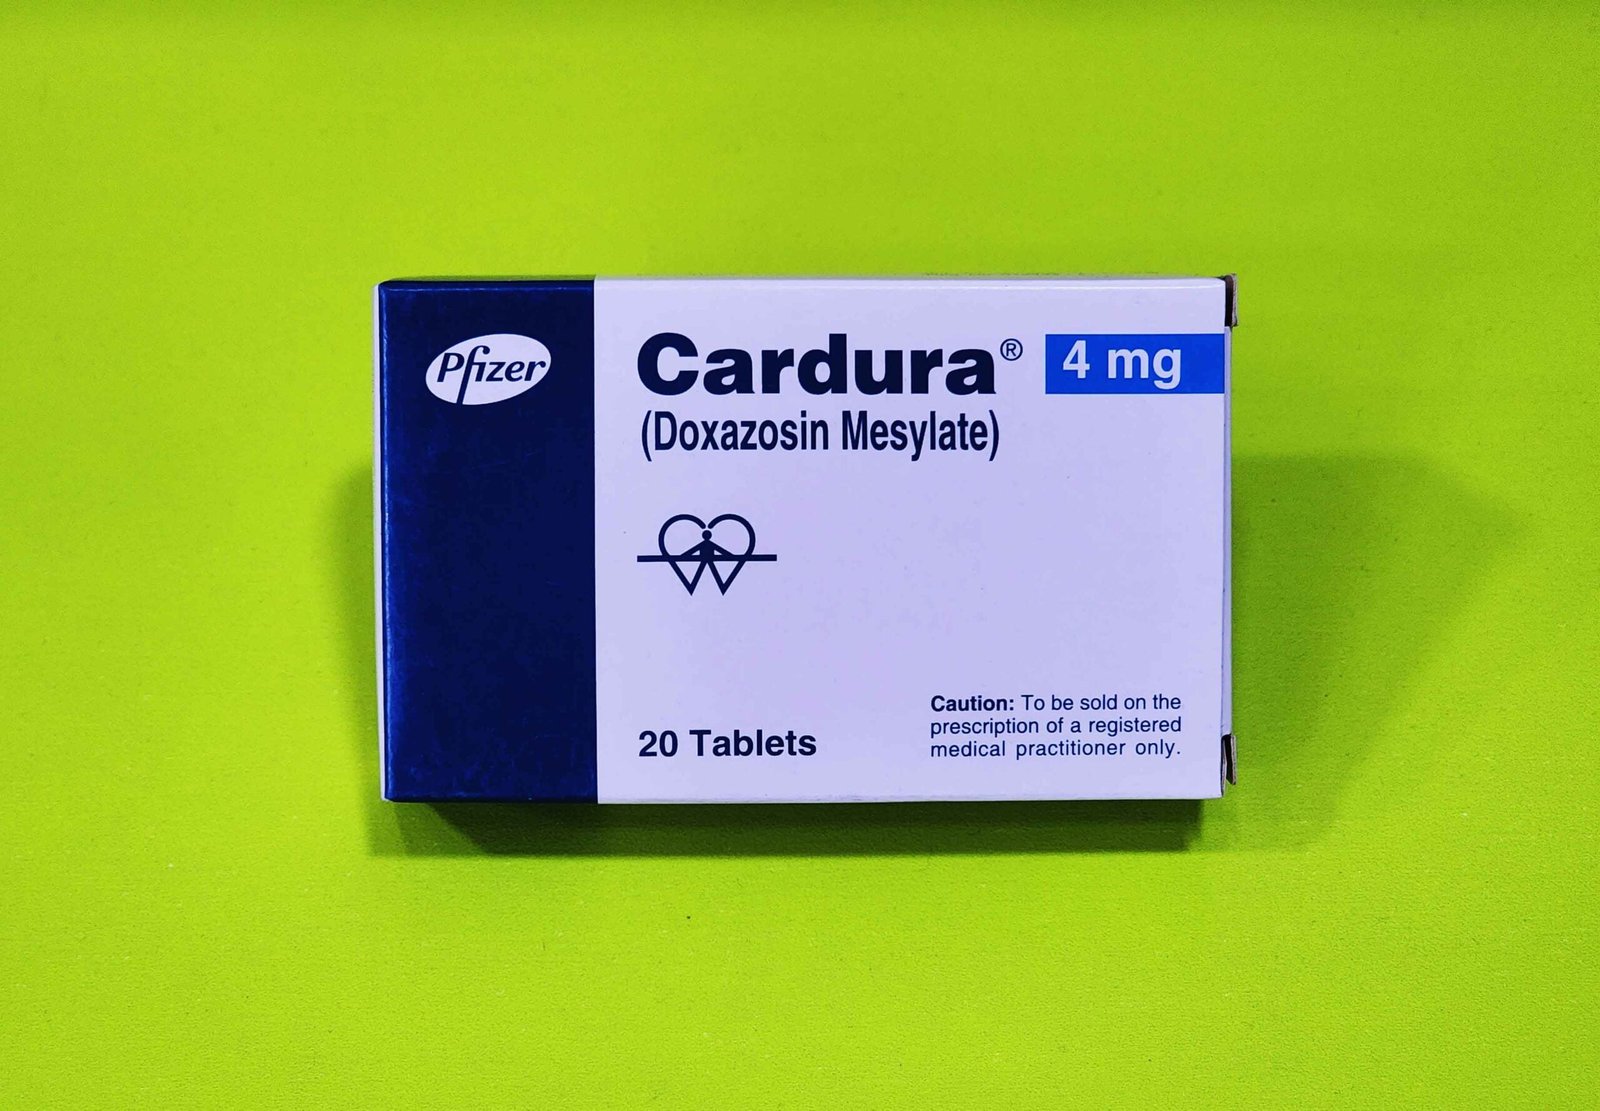 Pfizer
Cardura® 4 mg
(Doxazosin Mesylate)
20 Tablets
Caution: To be sold on the
prescription of a registered
medical practitioner only.